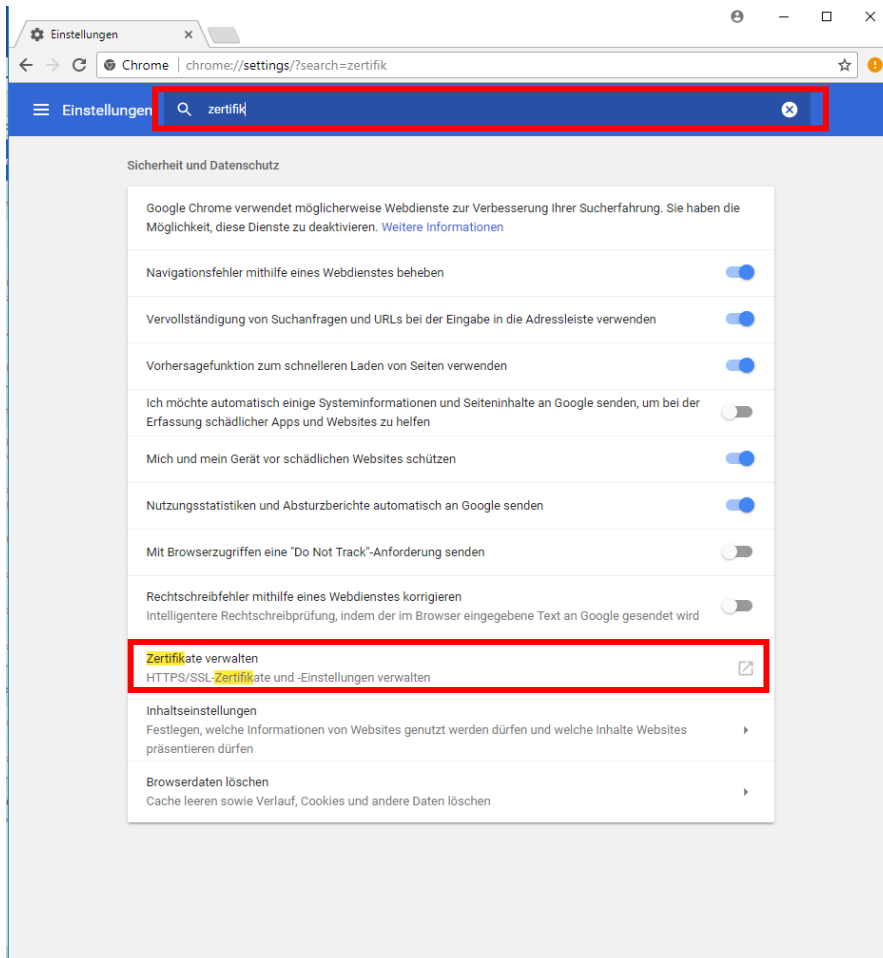 Einstellungen
Chrome chrome://settings/?search=zertifik
Einstellungen zertifik
Sicherheit und Datenschutz
Google Chrome verwendet möglicherweise Webdienste zur Verbesserung Ihrer Sucherfahrung. Sie haben die
Möglichkeit, diese Dienste zu deaktivieren. Weitere Informationen
Navigationsfehler mithilfe eines Webdienstes beheben
Vervollständigung von Suchanfragen und URLs bei der Eingabe in die Adressleiste verwenden
Vorhersagefunktion zum schnelleren Laden von Seiten verwenden
Ich möchte automatisch einige Systeminformationen und Seiteninhalte an Google senden, um bei der
Erfassung schädlicher Apps und Websites zu helfen
Mich und mein Gerät vor schädlichen Websites schützen
Nutzungsstatistiken und Absturzberichte automatisch an Google senden
Mit Browserzugriffen eine "Do Not Track"-Anforderung senden
Rechtschreibfehler mithilfe eines Webdienstes korrigieren
Intelligentere Rechtschreibprüfung, indem der im Browser eingegebene Text an Google gesendet wird
Zertifikate verwalten
HTTPS/SSL-Zertifikate und -Einstellungen verwalten
Inhaltseinstellungen
Festlegen, welche Informationen von Websites genutzt werden dürfen und welche Inhalte Websites
präsentieren dürfen
Browserdaten löschen
Cache leeren sowie Verlauf, Cookies und andere Daten löschen